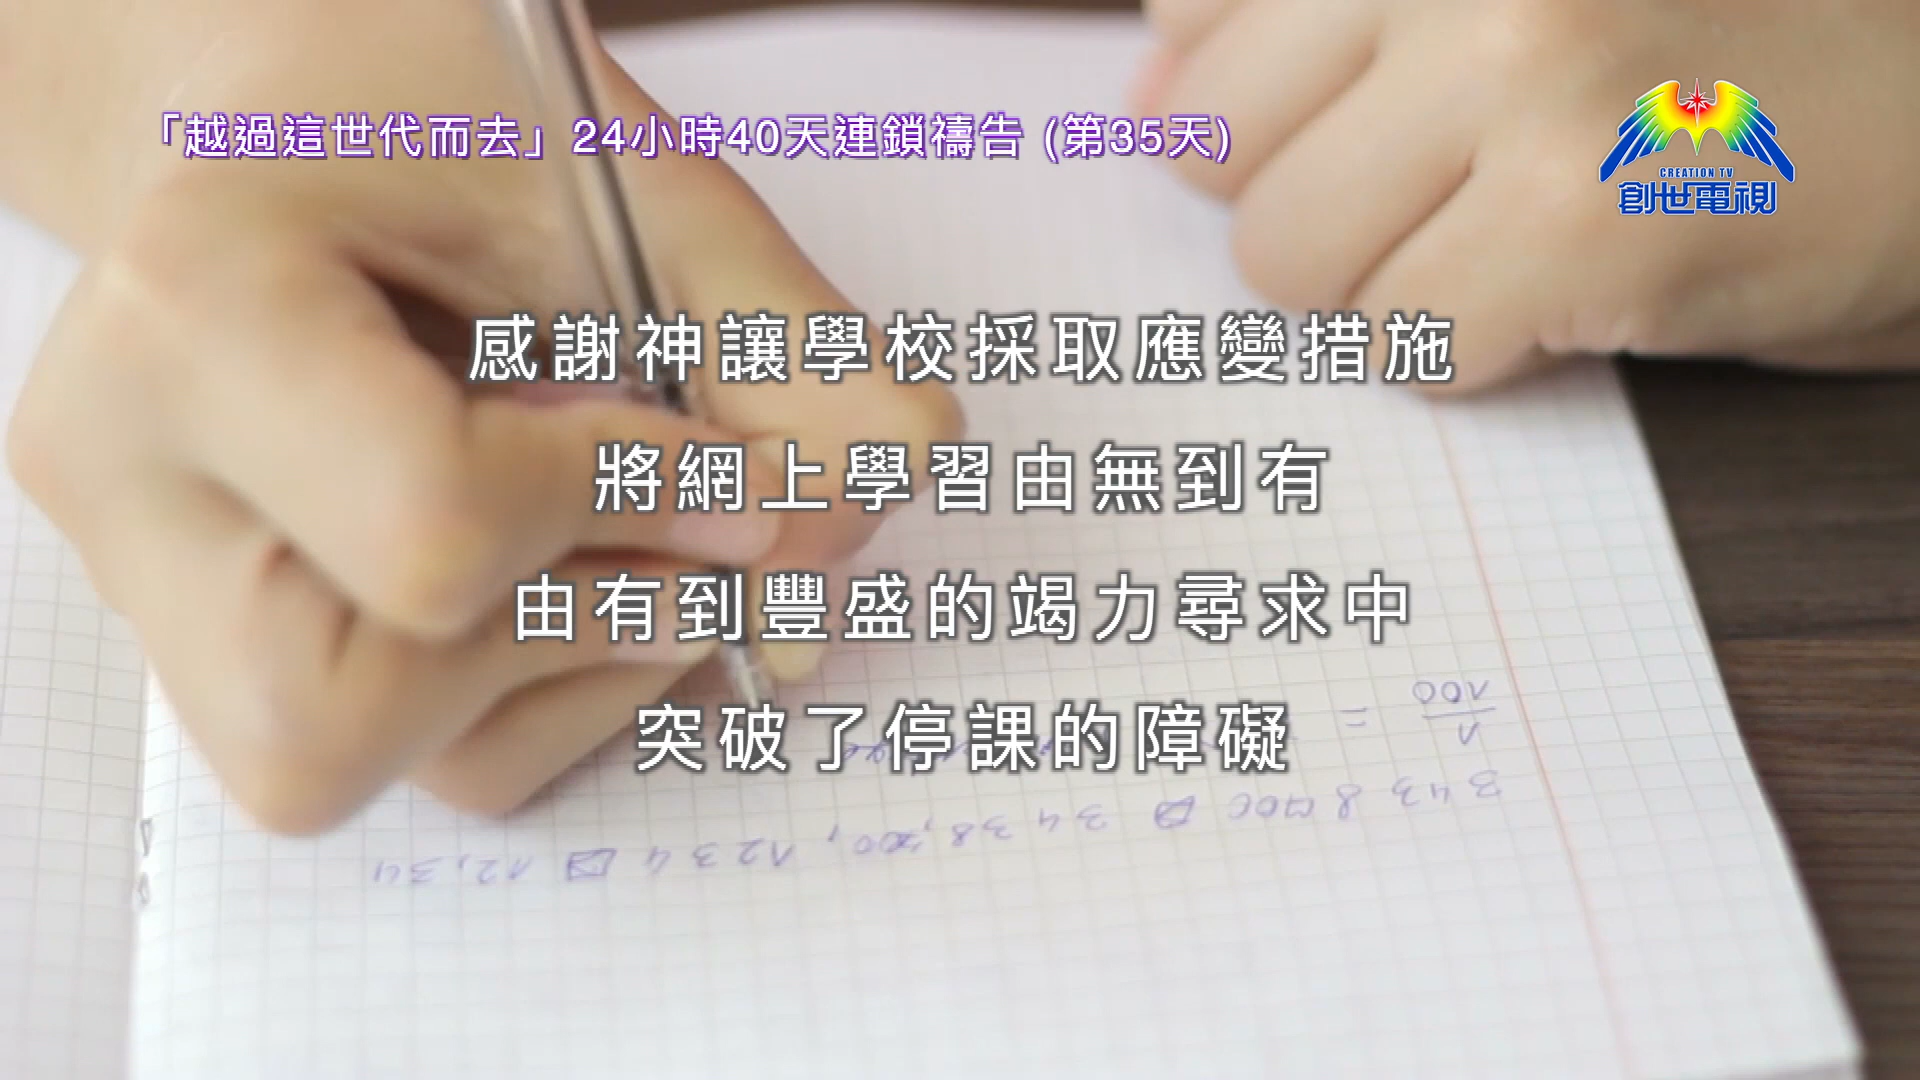 「越過這世代而去」24小時40天連鎖禱告 (第35天)
CREATION TV
創世電視
感謝神讓學校採取應變措施
將網上學習由無到有
由有到豐盛的竭力尋求中
突破了停課的障礙